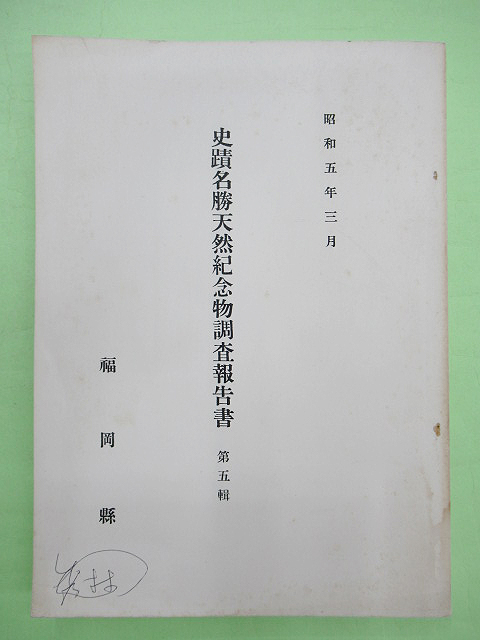 昭和五年三月
史蹟名勝天然紀念物調査報告書 第五輯
福岡縣